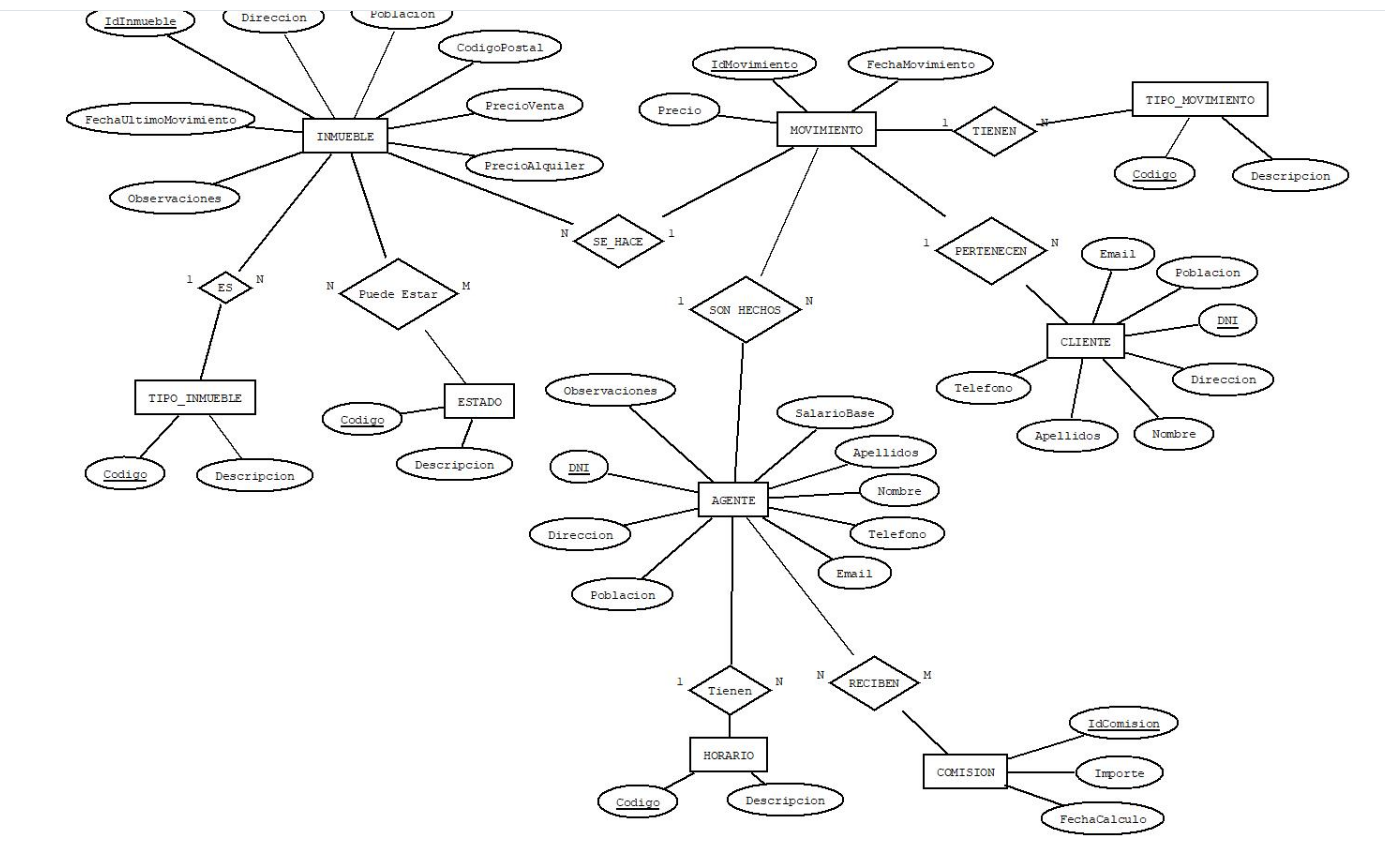 IdInmueble
Direccion
Poblacion
CodigoPostal
PrecioVenta
FechaUltimoMovimiento
INMUEBLE
PrecioAlquiler
Observaciones
IdMovimiento
FechaMovimiento
Precio
MOVIMIENTO
1
TIENEN
N
TIPO_MOVIMIENTO
Codigo
Descripcion
N
SE_HACE
1
1
PERTENECEN
N
Email
Poblacion
DNI
CLIENTE
Direccion
Telefono
Apellidos
Nombre
1
ES
N
N
Puede Estar
M
1
SON HECHOS
N
TIPO_INMUEBLE
Codigo
Descripcion
ESTADO
Codigo
Descripcion
Observaciones
SalarioBase
Apellidos
DNI
Nombre
AGENTE
Direccion
Telefono
Email
Poblacion
1
Tienen
N
N
RECIBEN
M
HORARIO
Codigo
Descripcion
IdComision
COMISION
Importe
FechaCalculo